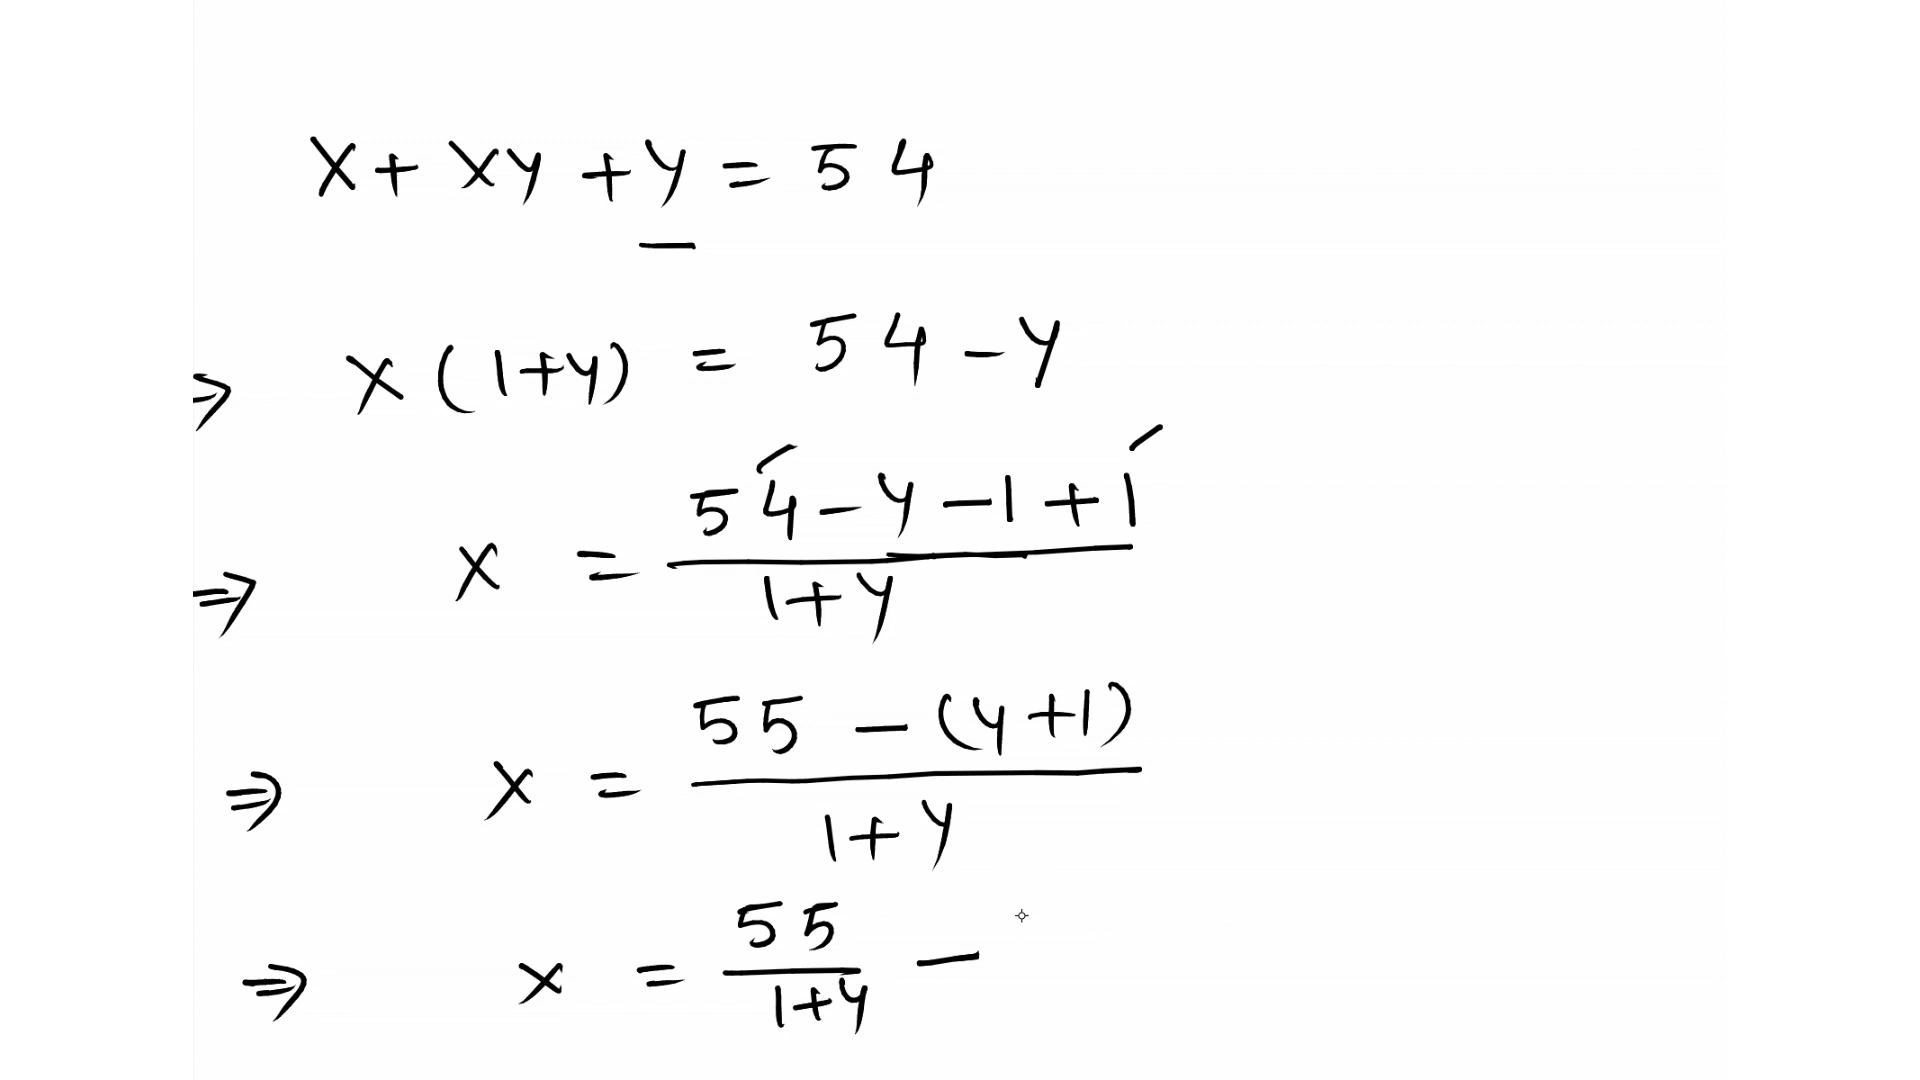 x + xy + y = 54
⇒ x(1+y) = 54 - y
⇒ x = (54 - y - 1 + 1) / (1+y)
⇒ x = (55 - (y+1)) / (1+y)
⇒ x = 55 / (1+y) -